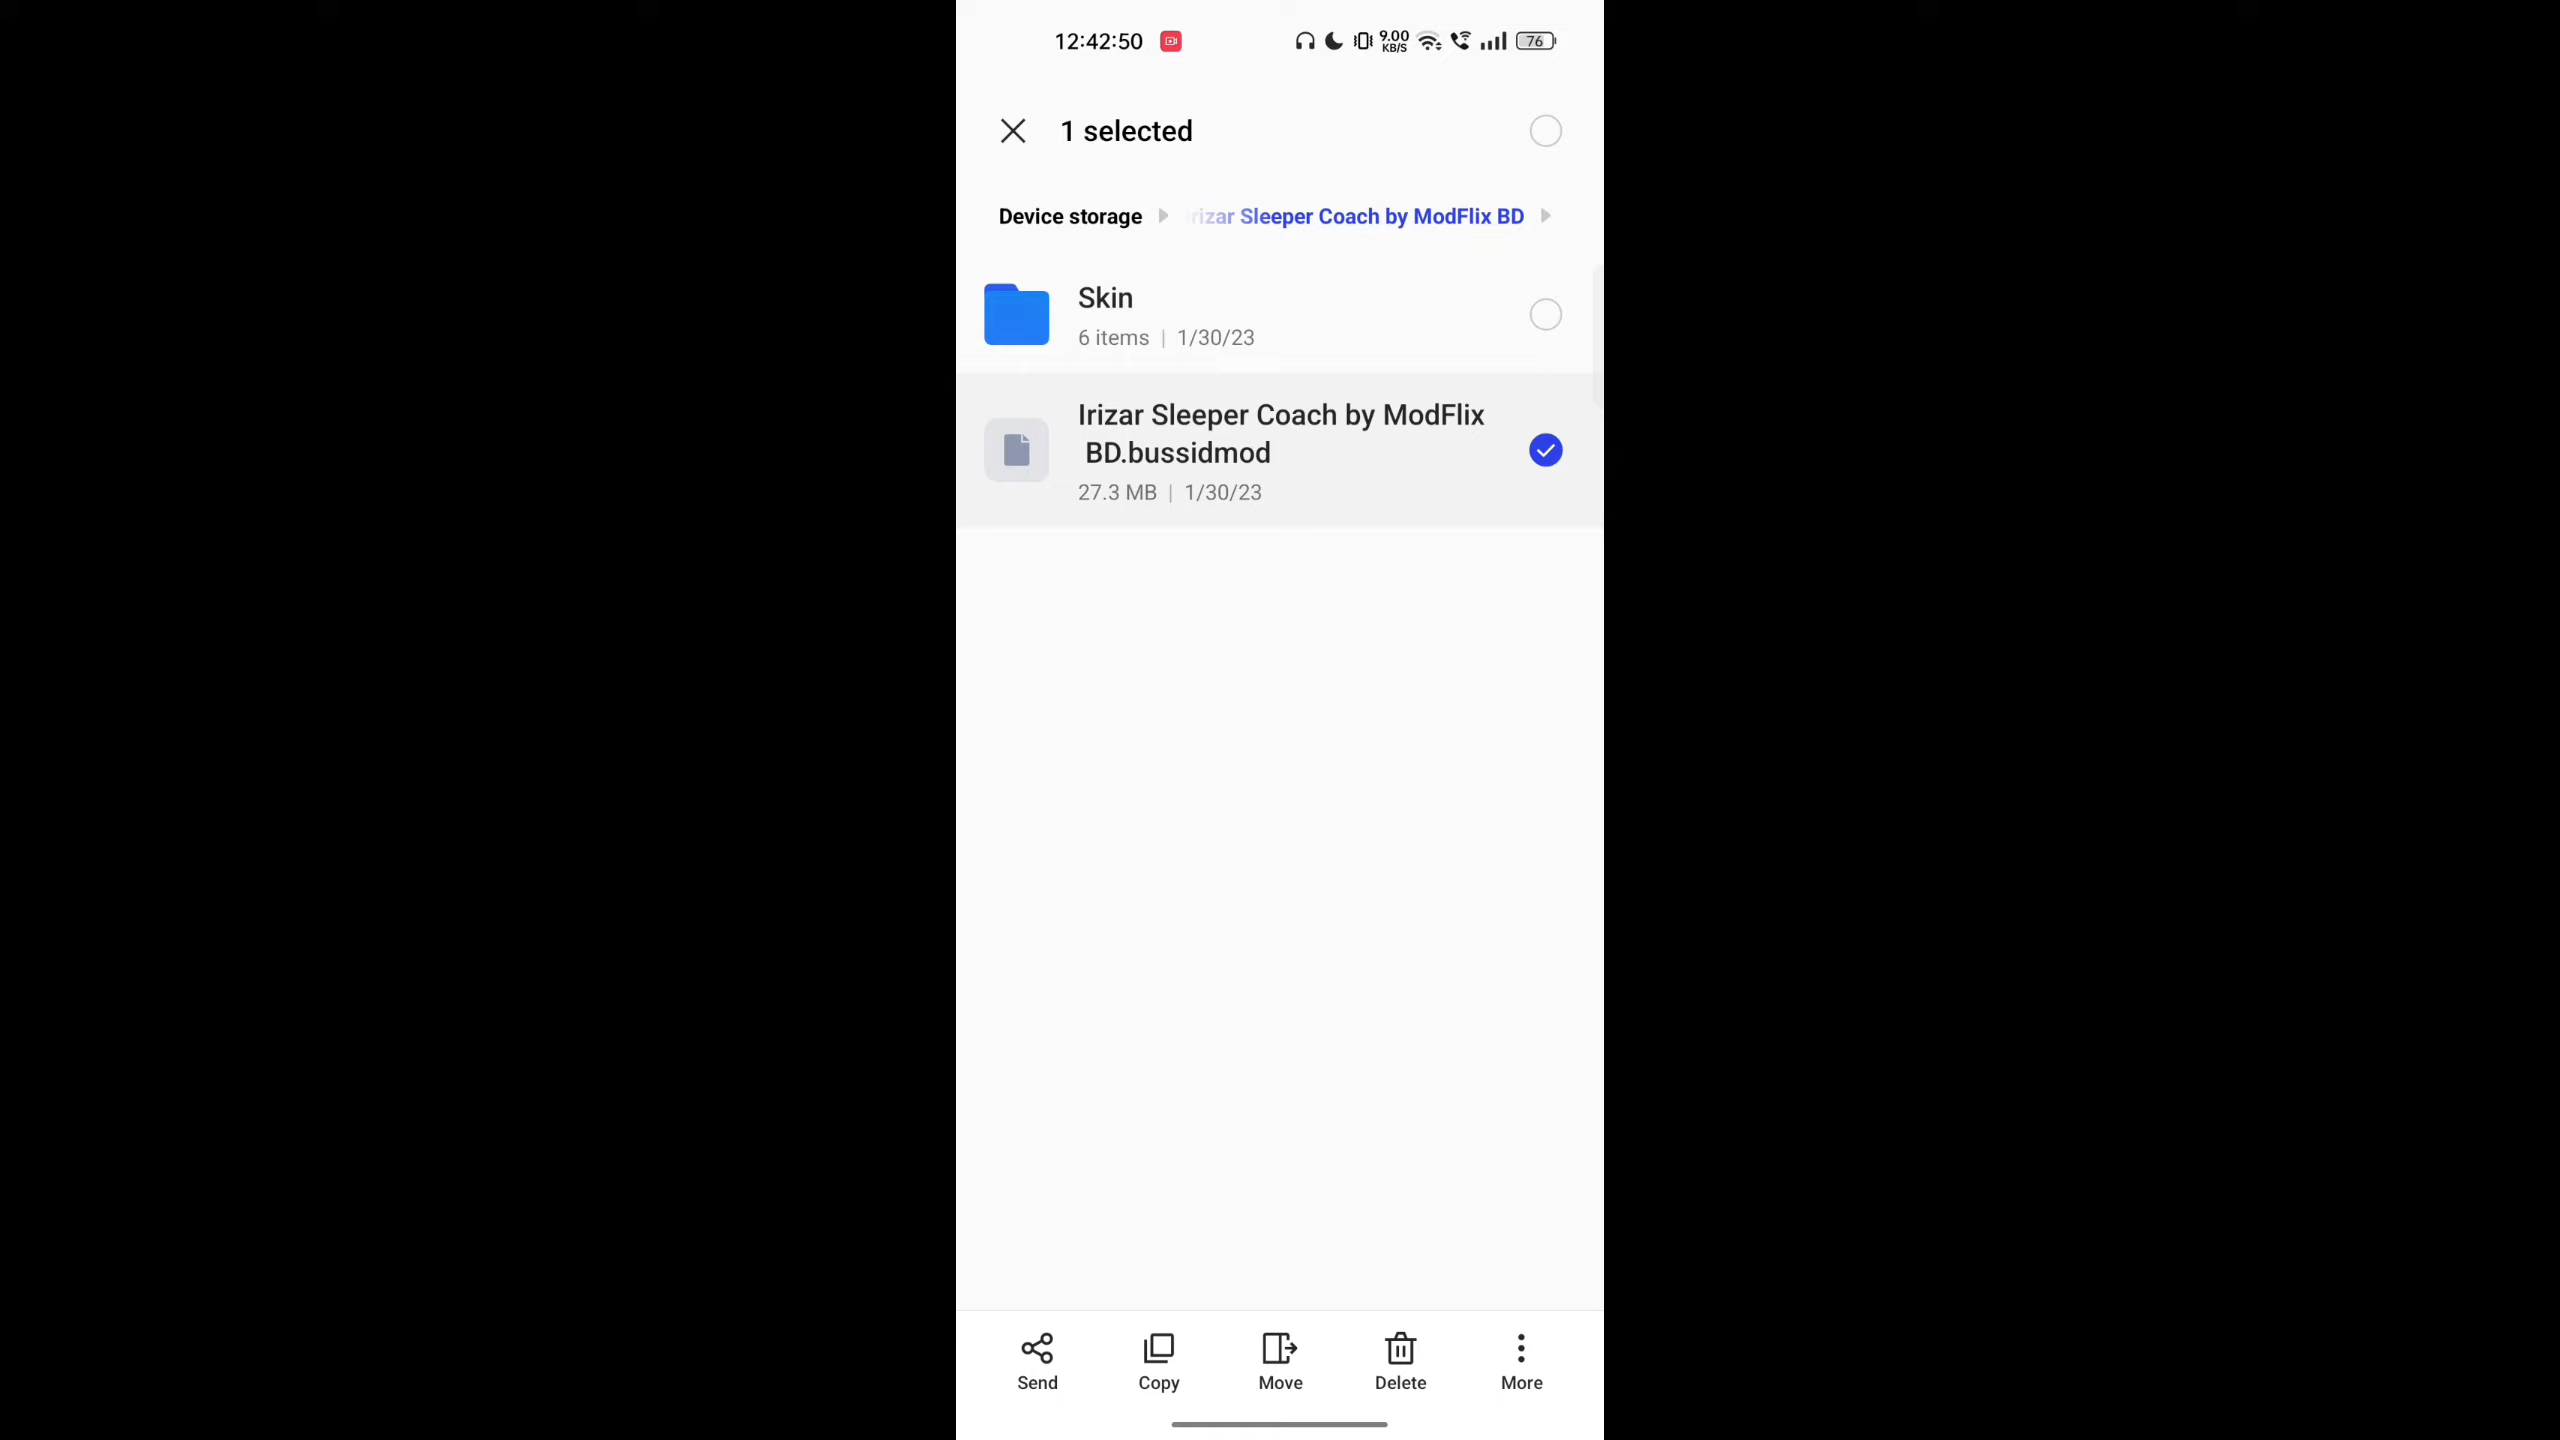 12:42:50 9.00 KB/S 76
1 selected
Device storage rizar Sleeper Coach by ModFlix BD
Skin
6 items | 1/30/23
Irizar Sleeper Coach by ModFlix
BD.bussidmod
27.3 MB | 1/30/23
Send Copy Move Delete More